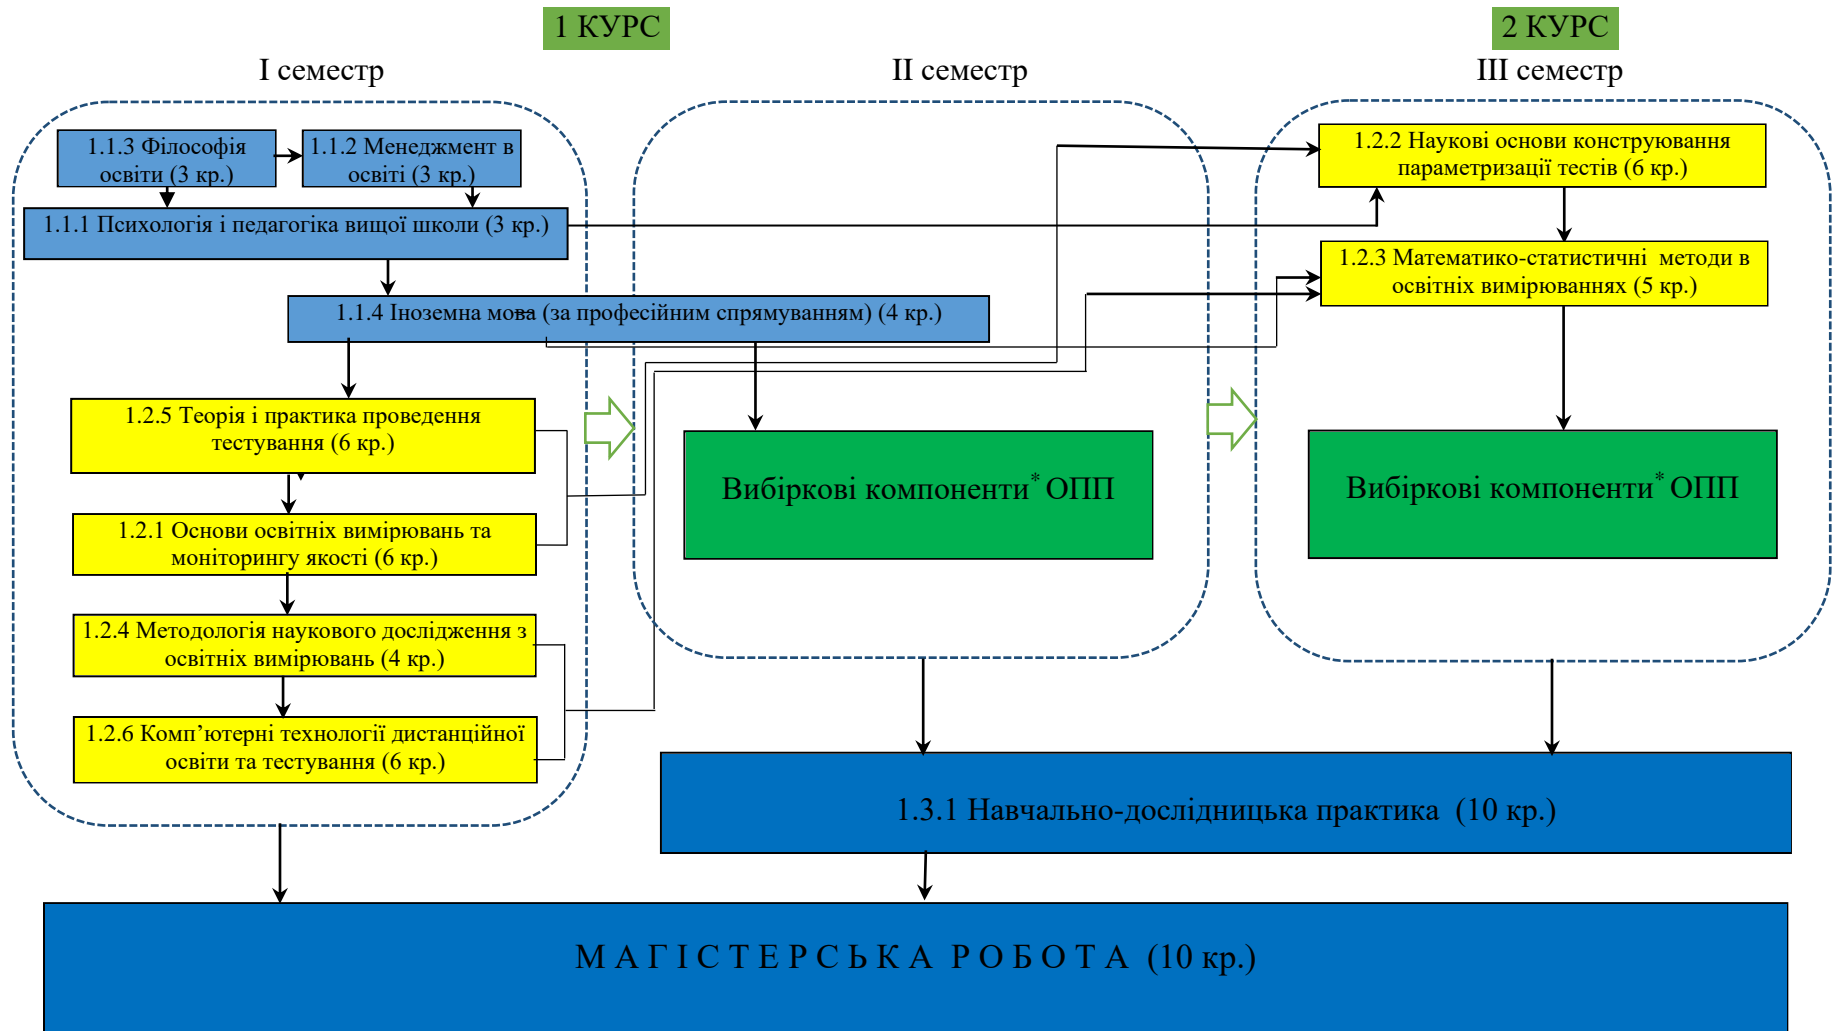 1 КУРС
2 КУРС
І семестр
ІІ семестр
ІІІ семестр
1.1.3 Філософія
освіти (3 кр.)
1.1.2 Менеджмент в
освіті (3 кр.)
1.1.1 Психологія і педагогіка вищої школи (3 кр.)
1.1.4 Іноземна мова (за професійним спрямуванням) (4 кр.)
1.2.5 Теорія і практика проведення
тестування (6 кр.)
1.2.1 Основи освітніх вимірювань та
моніторингу якості (6 кр.)
1.2.4 Методологія наукового дослідження з
освітніх вимірювань (4 кр.)
1.2.6 Комп’ютерні технології дистанційної
освіти та тестування (6 кр.)
Вибіркові компоненти* ОПП
1.2.2 Наукові основи конструювання
параметризації тестів (6 кр.)
1.2.3 Математико-статистичні методи в
освітніх вимірюваннях (5 кр.)
Вибіркові компоненти* ОПП
1.3.1 Навчально-дослідницька практика (10 кр.)
М А Г І С Т Е Р С Ь К А Р О Б О Т А (10 кр.)